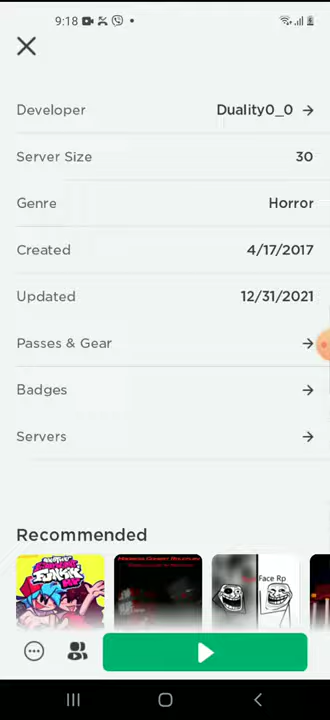 9:18
Developer Duality0_0
Server Size 30
Genre Horror
Created 4/17/2017
Updated 12/31/2021
Passes & Gear
Badges
Servers
Recommended
FUNKY
Face Rp